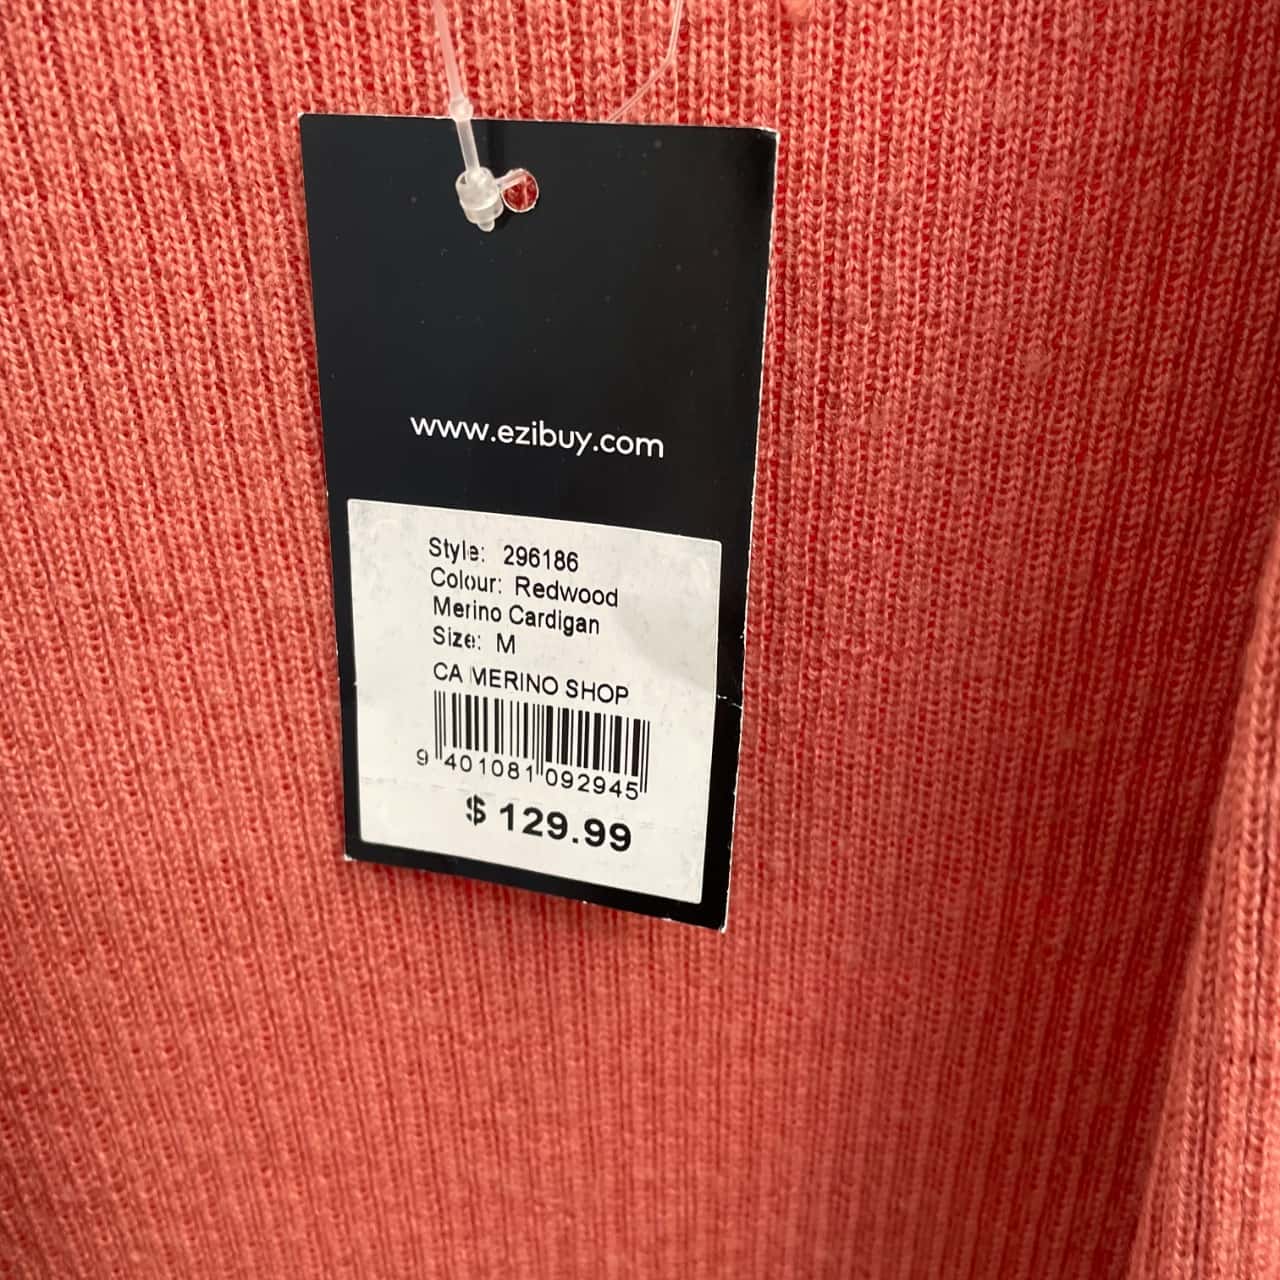 www.ezibuy.com
Style: 296186
Colour: Redwood
Merino Cardigan
Size: M
CA MERINO SHOP
9 401081 092945
$ 129.99